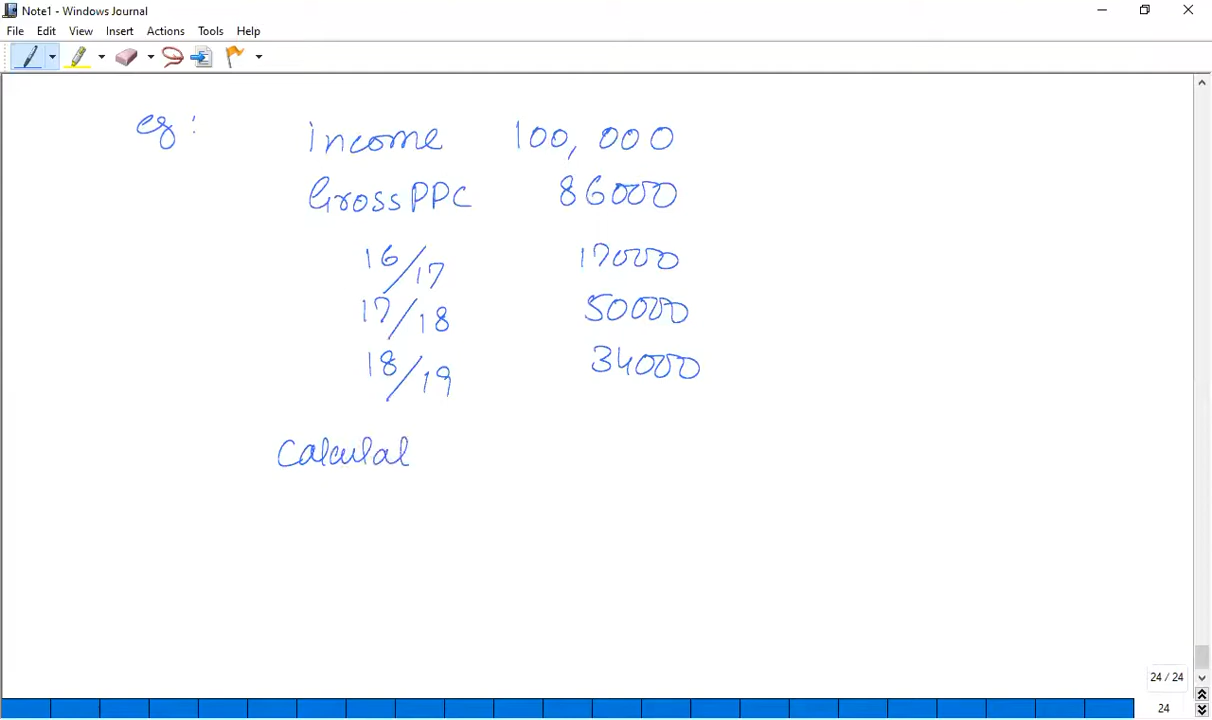 Note1 - Windows Journal
File Edit View Insert Actions Tools Help
eg : income 100,000
Gross PPC 86000
16/17 17000
17/18 50000
18/19 34000
Calculat
24 / 24
24